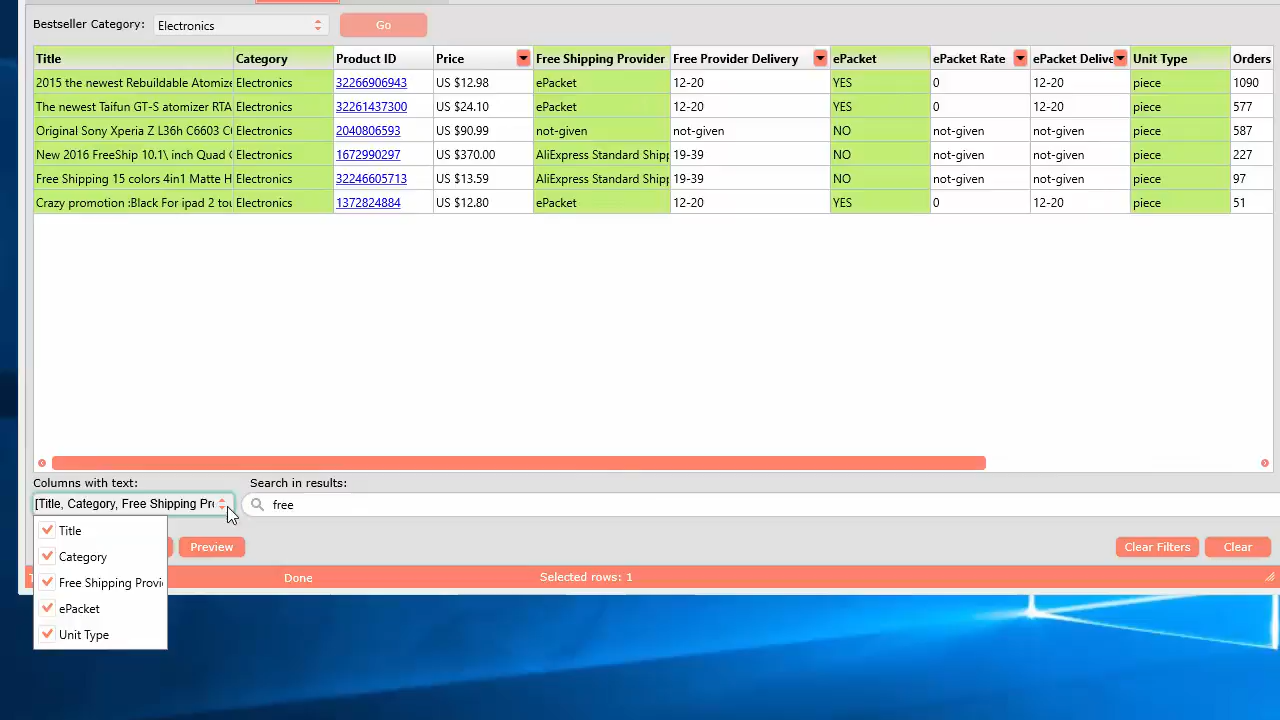 Bestseller Category: Electronics Go
Title Category Product ID Price Free Shipping Provider Free Provider Delivery ePacket ePacket Rate ePacket Delive Unit Type Orders
2015 the newest Rebuildable Atomize Electronics 32266906943 US $12.98 ePacket 12-20 YES 0 12-20 piece 1090
The newest Taifun GT-S atomizer RTA Electronics 32261437300 US $24.10 ePacket 12-20 YES 0 12-20 piece 577
Original Sony Xperia Z L36h C6603 C6 Electronics 2040806593 US $90.99 not-given not-given NO not-given not-given piece 587
New 2016 FreeShip 10.1\ inch Quad C Electronics 1672990297 US $370.00 AliExpress Standard Shipp 19-39 NO not-given not-given piece 227
Free Shipping 15 colors 4in1 Matte H Electronics 32246605713 US $13.59 AliExpress Standard Shipp 19-39 NO not-given not-given piece 97
Crazy promotion :Black For ipad 2 tou Electronics 1372824884 US $12.80 ePacket 12-20 YES 0 12-20 piece 51
Columns with text: Search in results:
[Title, Category, Free Shipping Pro free
Title
Category
Free Shipping Provi
ePacket
Unit Type
Preview Clear Filters Clear
Done Selected rows: 1